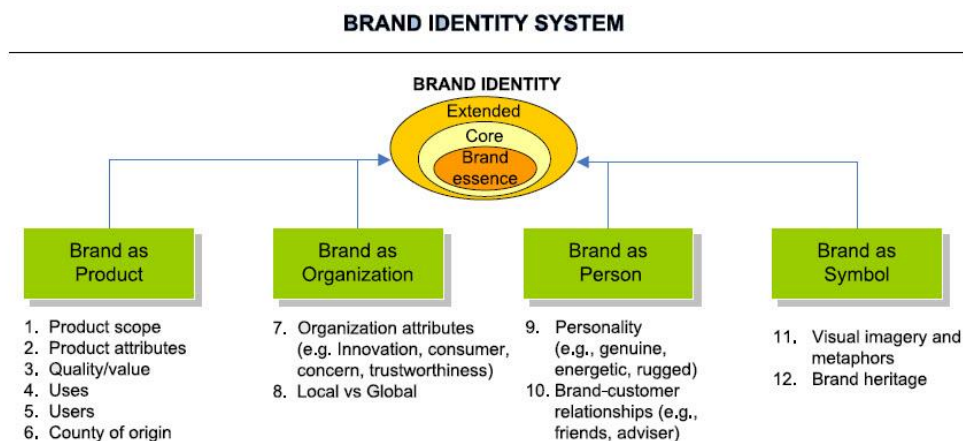 BRAND IDENTITY SYSTEM
BRAND IDENTITY
Extended
Core
Brand
essence
Brand as
Product
1. Product scope
2. Product attributes
3. Quality/value
4. Uses
5. Users
6. County of origin
Brand as
Organization
7. Organization attributes
(e.g. Innovation, consumer,
concern, trustworthiness)
8. Local vs Global
Brand as
Person
9. Personality
(e.g., genuine,
energetic, rugged)
10. Brand-customer
relationships (e.g.,
friends, adviser)
Brand as
Symbol
11. Visual imagery and
metaphors
12. Brand heritage